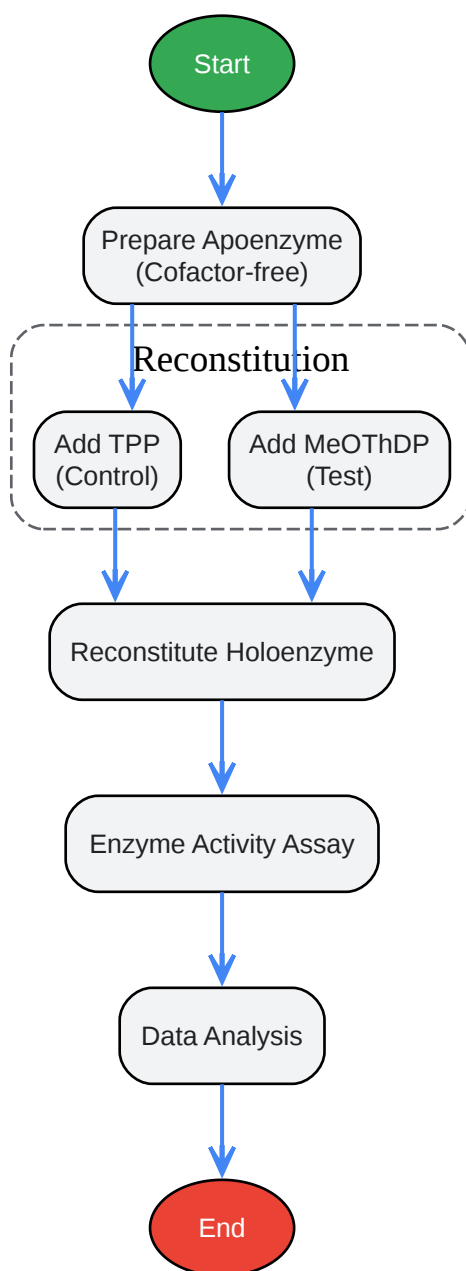 Start
Prepare Apoenzyme
(Cofactor-free)
Reconstitution
Add TPP
(Control)
Add MeOThDP
(Test)
Reconstitute Holoenzyme
Enzyme Activity Assay
Data Analysis
End